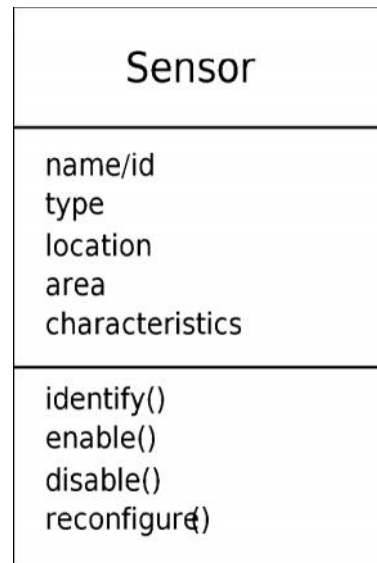 Sensor
name/id
type
location
area
characteristics
identify()
enable()
disable()
reconfigure()